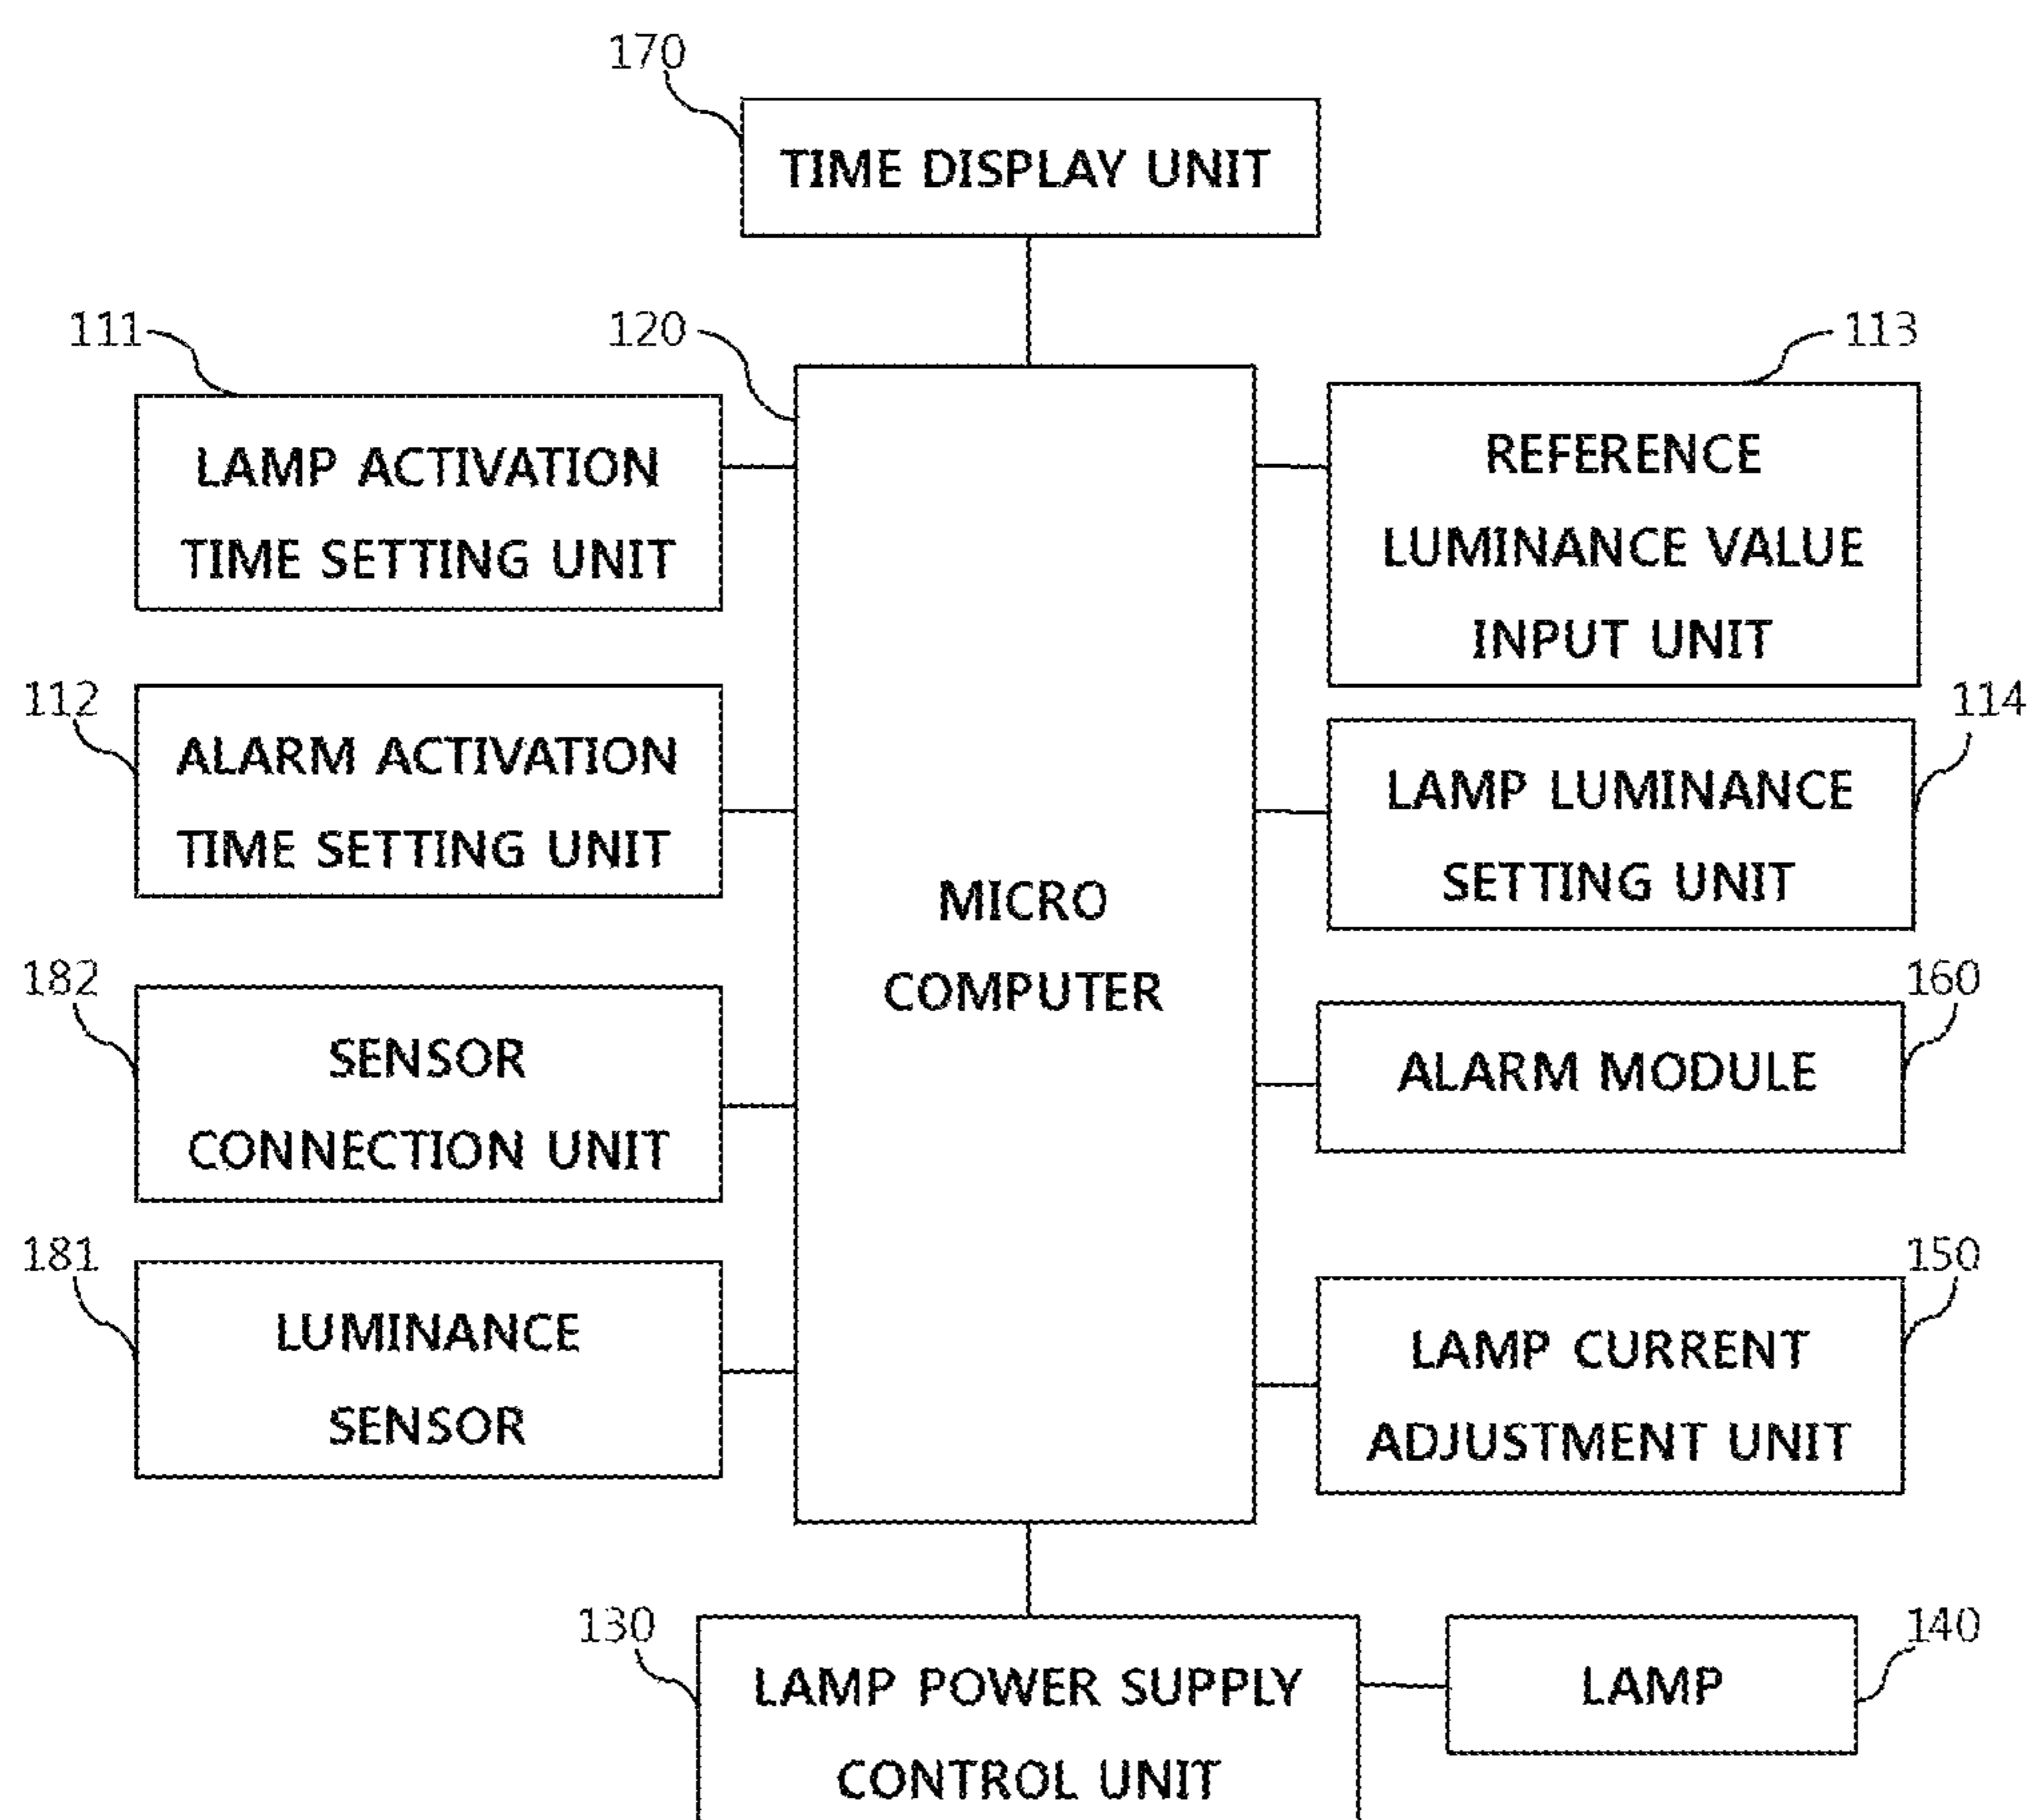 170
TIME DISPLAY UNIT
111
120
113
LAMP ACTIVATION
TIME SETTING UNIT
REFERENCE
LUMINANCE VALUE
INPUT UNIT
112
ALARM ACTIVATION
TIME SETTING UNIT
114
LAMP LUMINANCE
SETTING UNIT
MICRO
COMPUTER
182
SENSOR
CONNECTION UNIT
160
ALARM MODULE
181
LUMINANCE
SENSOR
150
LAMP CURRENT
ADJUSTMENT UNIT
130
LAMP POWER SUPPLY
CONTROL UNIT
140
LAMP